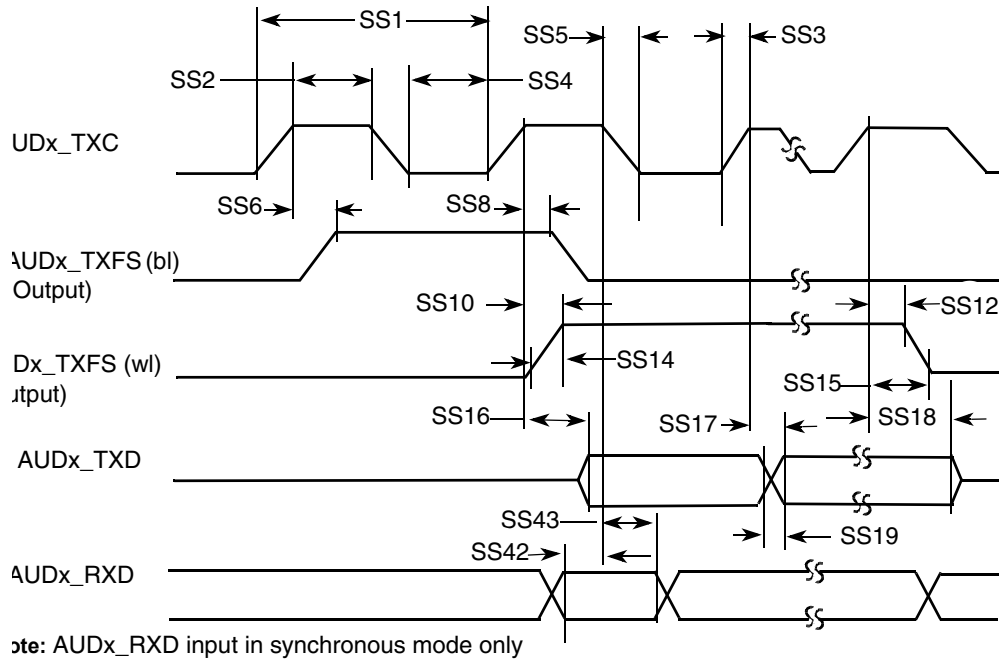 SS1
SS5
SS3
SS2
SS4
UDx_TXC
SS6
SS8
AUDx_TXFS (bl)
Output)
SS10
SS12
Dx_TXFS (wl)
utput)
SS14
SS15
SS16
SS17
SS18
AUDx_TXD
SS43
SS19
SS42
AUDx_RXD
ote: AUDx_RXD input in synchronous mode only